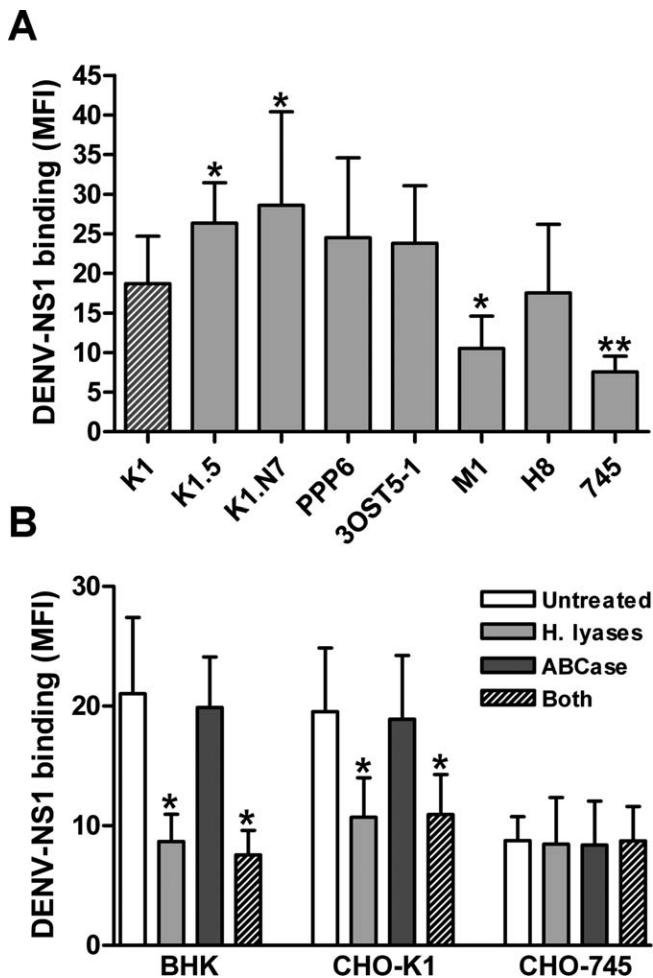 A
DENV-NS1 binding (MFI)
45
40
35
30
25
20
15
10
5
0
*
*
*
**
K1
K1.5
K1.N7
PPP6
3OST5-1
M1
H8
745
B
DENV-NS1 binding (MFI)
30
20
10
0
Untreated
H. lyases
ABCase
Both
*
*
*
*
BHK
CHO-K1
CHO-745